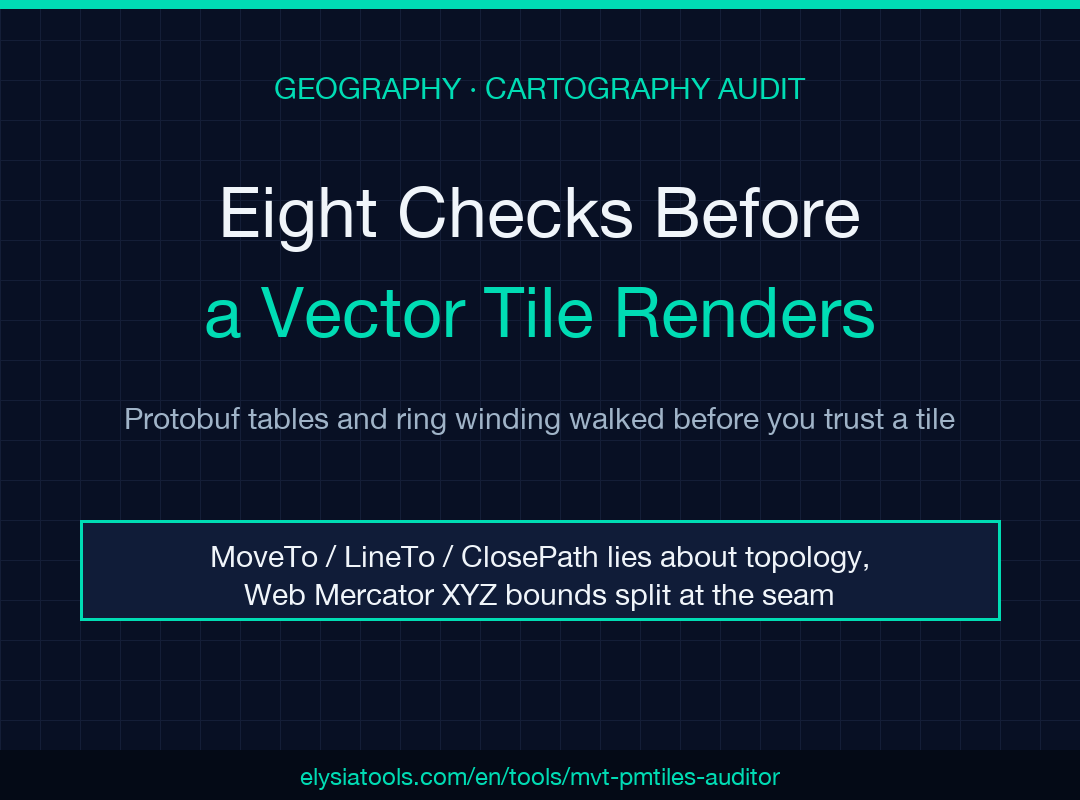 GEOGRAPHY · CARTOGRAPHY AUDIT
Eight Checks Before
a Vector Tile Renders
Protobuf tables and ring winding walked before you trust a tile
MoveTo / LineTo / ClosePath lies about topology,
Web Mercator XYZ bounds split at the seam
elysiatools.com/en/tools/mvt-pmtiles-auditor